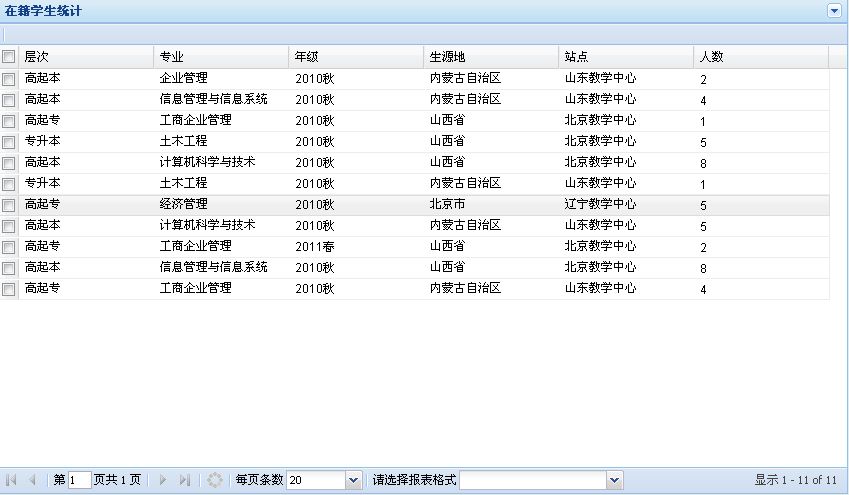 在籍学生统计
层次 专业 年级 生源地 站点 人数
高起本 企业管理 2010秋 内蒙古自治区 山东教学中心 2
高起本 信息管理与信息系统 2010秋 内蒙古自治区 山东教学中心 4
高起专 工商企业管理 2010秋 山西省 北京教学中心 1
专升本 土木工程 2010秋 山西省 北京教学中心 5
高起本 计算机科学与技术 2010秋 山西省 北京教学中心 8
专升本 土木工程 2010秋 内蒙古自治区 山东教学中心 1
高起专 经济管理 2010秋 北京市 辽宁教学中心 5
高起本 计算机科学与技术 2010秋 内蒙古自治区 山东教学中心 5
高起专 工商企业管理 2011春 山西省 北京教学中心 2
高起本 信息管理与信息系统 2010秋 山西省 北京教学中心 8
高起专 工商企业管理 2010秋 内蒙古自治区 山东教学中心 4
第 1 页共 1 页 每页条数 20 请选择报表格式 显示 1 - 11 of 11